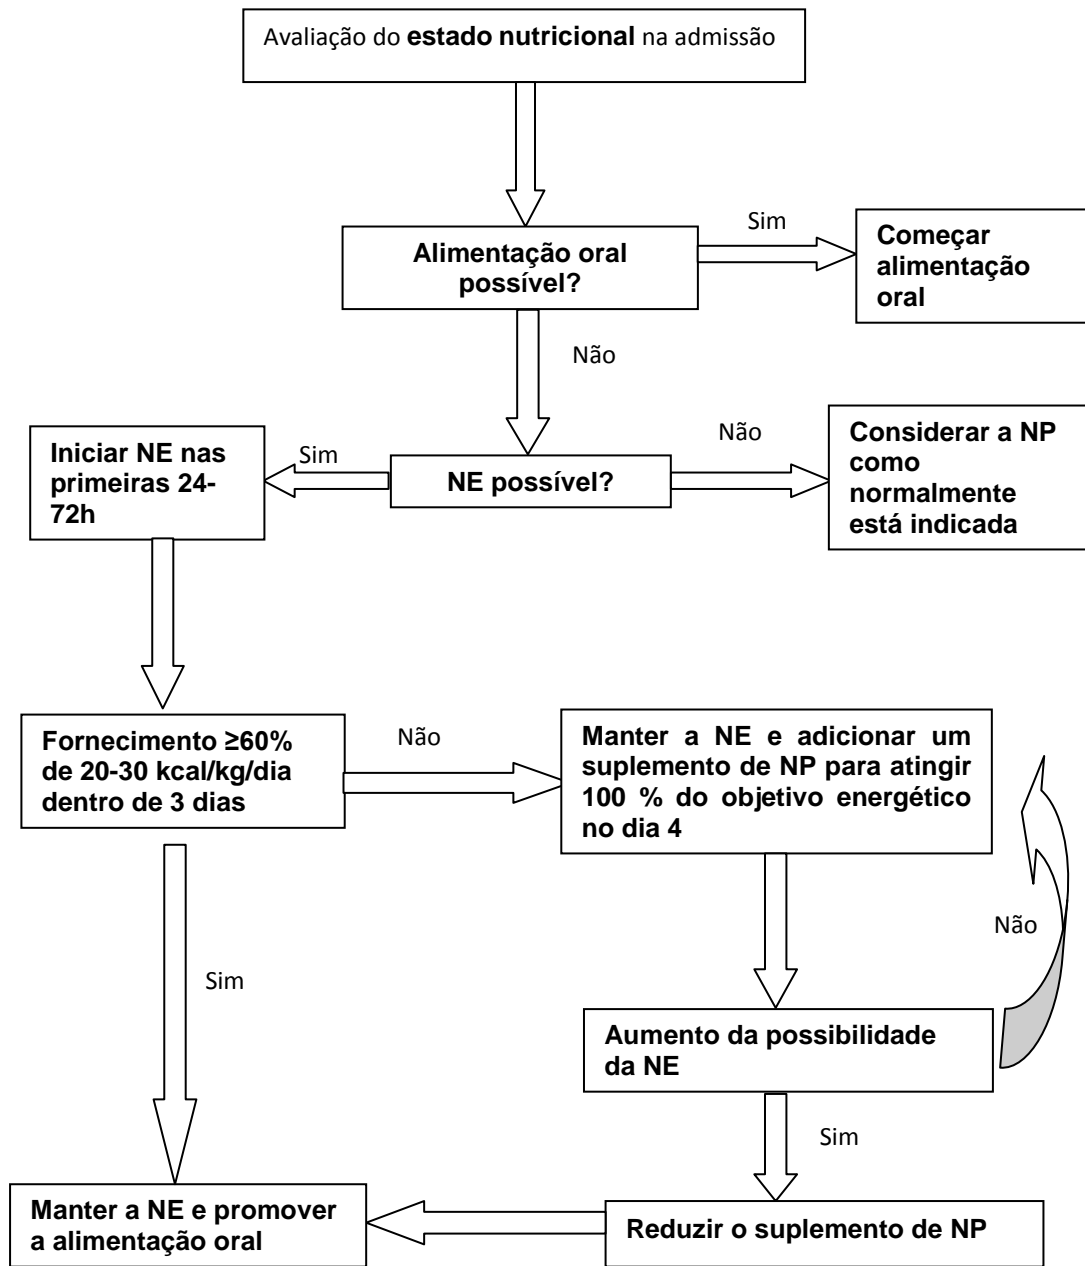 Avaliação do estado nutricional na admissão
Sim
Alimentação oral
possível?
Começar
alimentação
oral
Não
Iniciar NE nas
primeiras 24-
72h
Sim
NE possível?
Não
Considerar a NP
como
normalmente
está indicada
Fornecimento ≥60%
de 20-30 kcal/kg/dia
dentro de 3 dias
Não
Manter a NE e adicionar um
suplemento de NP para atingir
100 % do objetivo energético
no dia 4
Não
Sim
Aumento da possibilidade
da NE
Sim
Manter a NE e promover
a alimentação oral
Reduzir o suplemento de NP